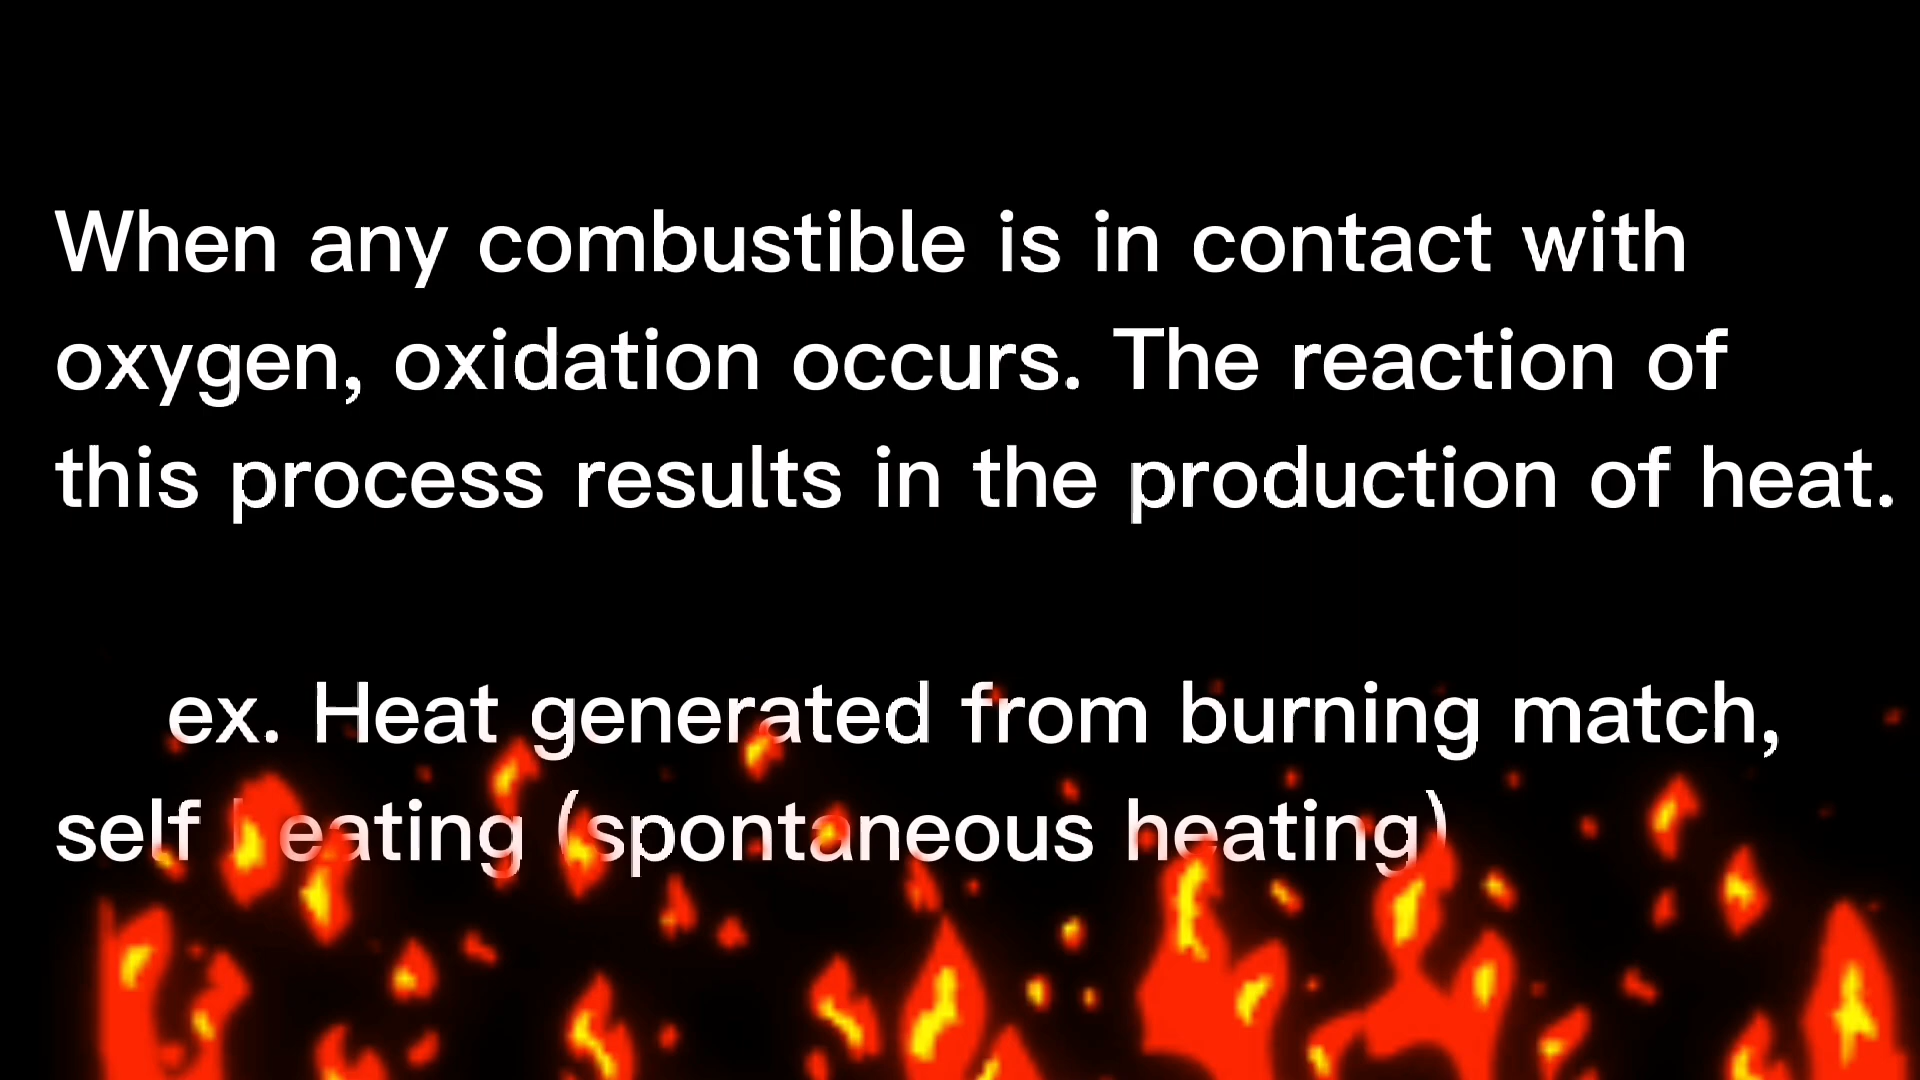 When any combustible is in contact with
oxygen, oxidation occurs. The reaction of
this process results in the production of heat.
ex. Heat generated from burning match,
self heating (spontaneous heating)